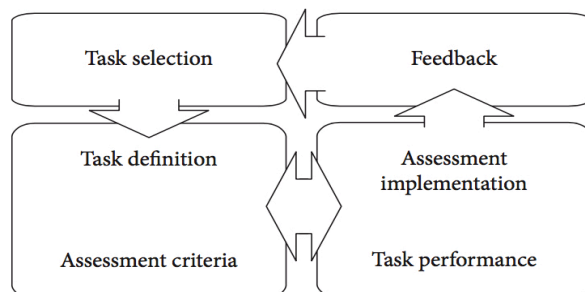 Task selection
Feedback
Task definition
Assessment
implementation
Assessment criteria
Task performance